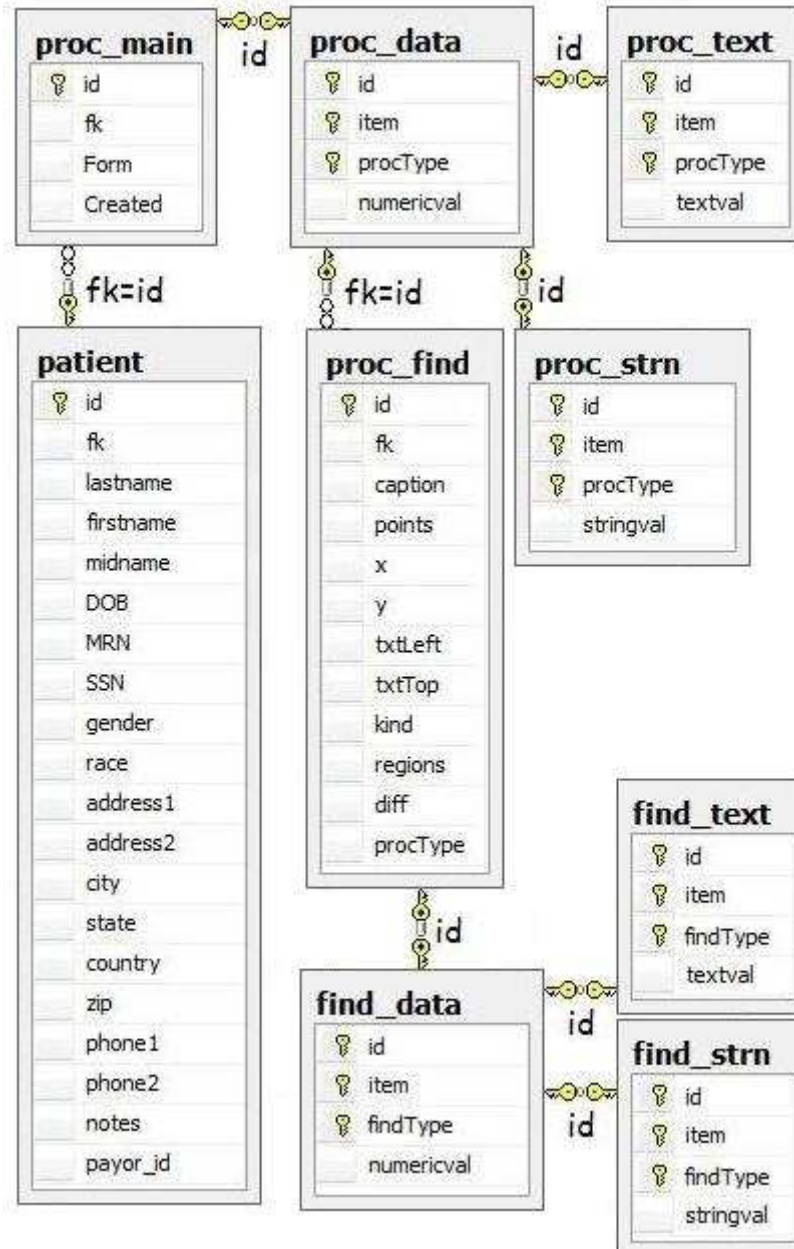 proc_main
id
fk
Form
Created
id
proc_data
id
item
procType
numericval
id
proc_text
id
item
procType
textval
fk=id
fk=id
id
patient
id
fk
lastname
firstname
midname
DOB
MRN
SSN
gender
race
address1
address2
city
state
country
zip
phone1
phone2
notes
payor_id
proc_find
id
fk
caption
points
x
y
txtLeft
txtTop
kind
regions
diff
procType
proc_strn
id
item
procType
stringval
id
find_data
id
item
findType
numericval
id
id
find_text
id
item
findType
textval
find_strn
id
item
findType
stringval